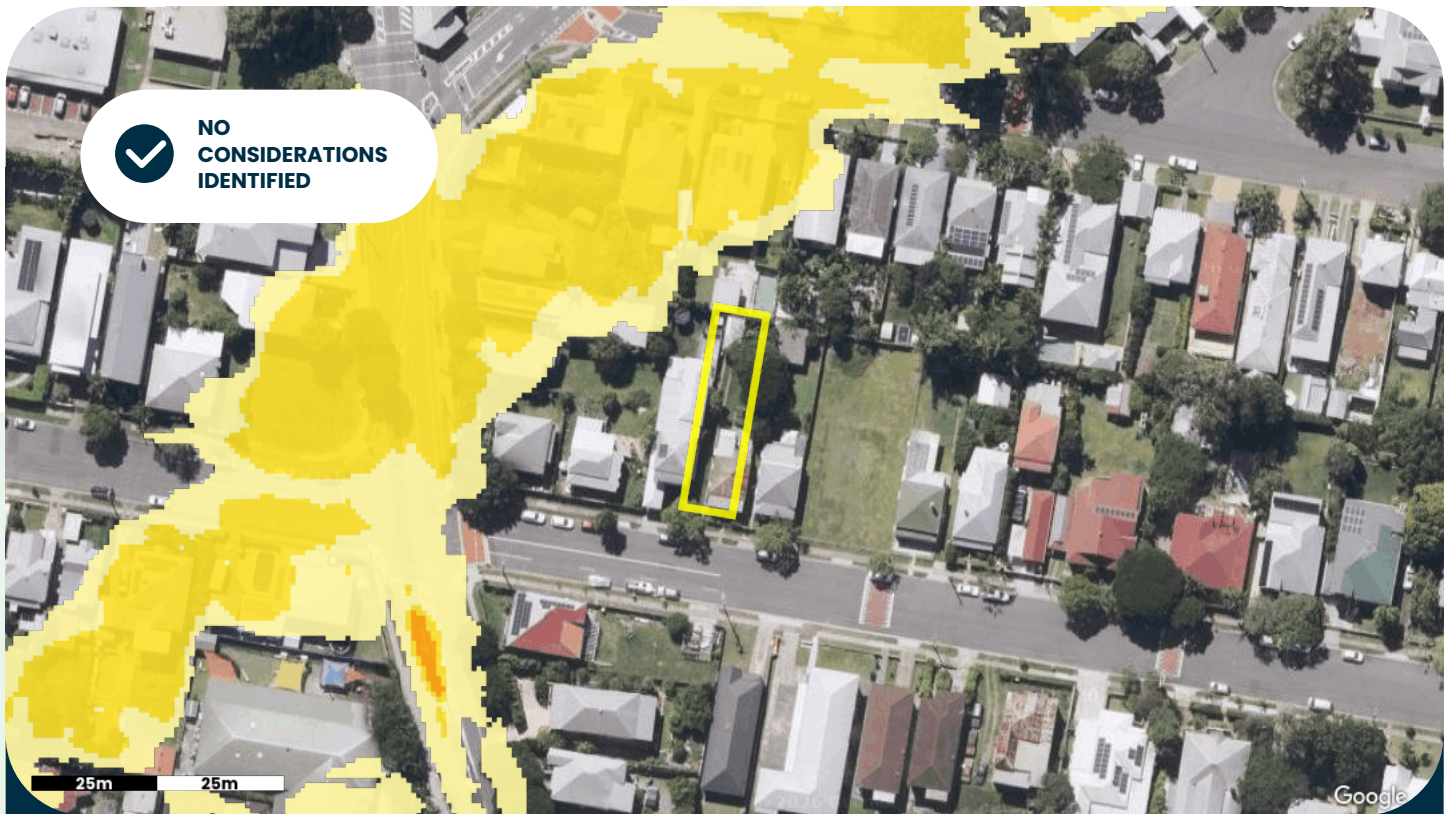 NO
CONSIDERATIONS
IDENTIFIED
25m 25m
Google